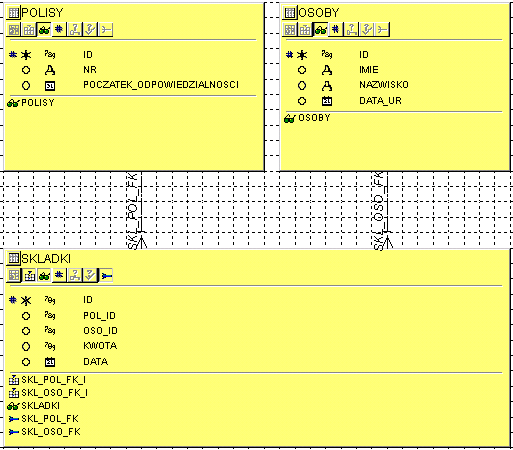 POLISY
ID
NR
POCZATEK_ODPOWIEDZIALNOSCI
POLISY
OSOBY
ID
IMIE
NAZWISKO
DATA_UR
OSOBY
SKL_POL_FK
SKL_OSO_FK
SKLADKI
ID
POL_ID
OSO_ID
KWOTA
DATA
SKL_POL_FK_I
SKL_OSO_FK_I
SKLADKI
SKL_POL_FK
SKL_OSO_FK